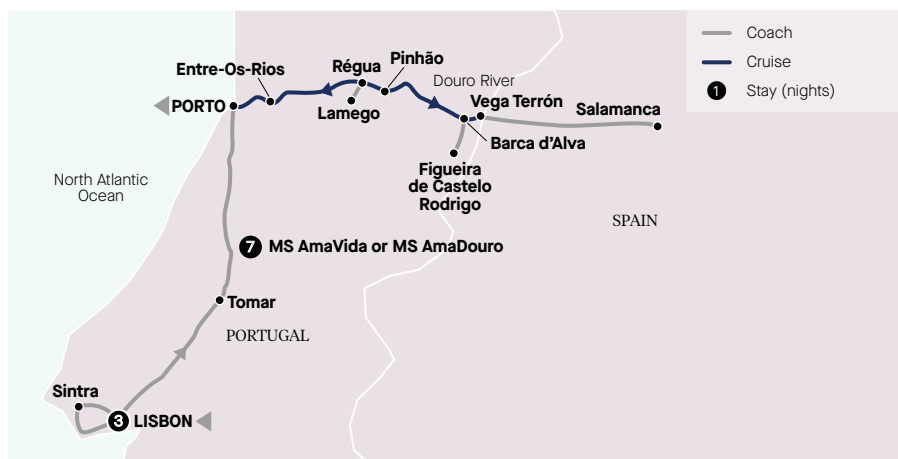 Coach
Cruise
1 Stay (nights)
Pinhão
Régua
Entre-Os-Rios
Douro River
PORTO
Lamego
Vega Terrón
Salamanca
Barca d'Alva
Figueira
de Castelo
Rodrigo
North Atlantic
Ocean
SPAIN
7 MS AmaVida or MS AmaDouro
Tomar
PORTUGAL
Sintra
3 LISBON